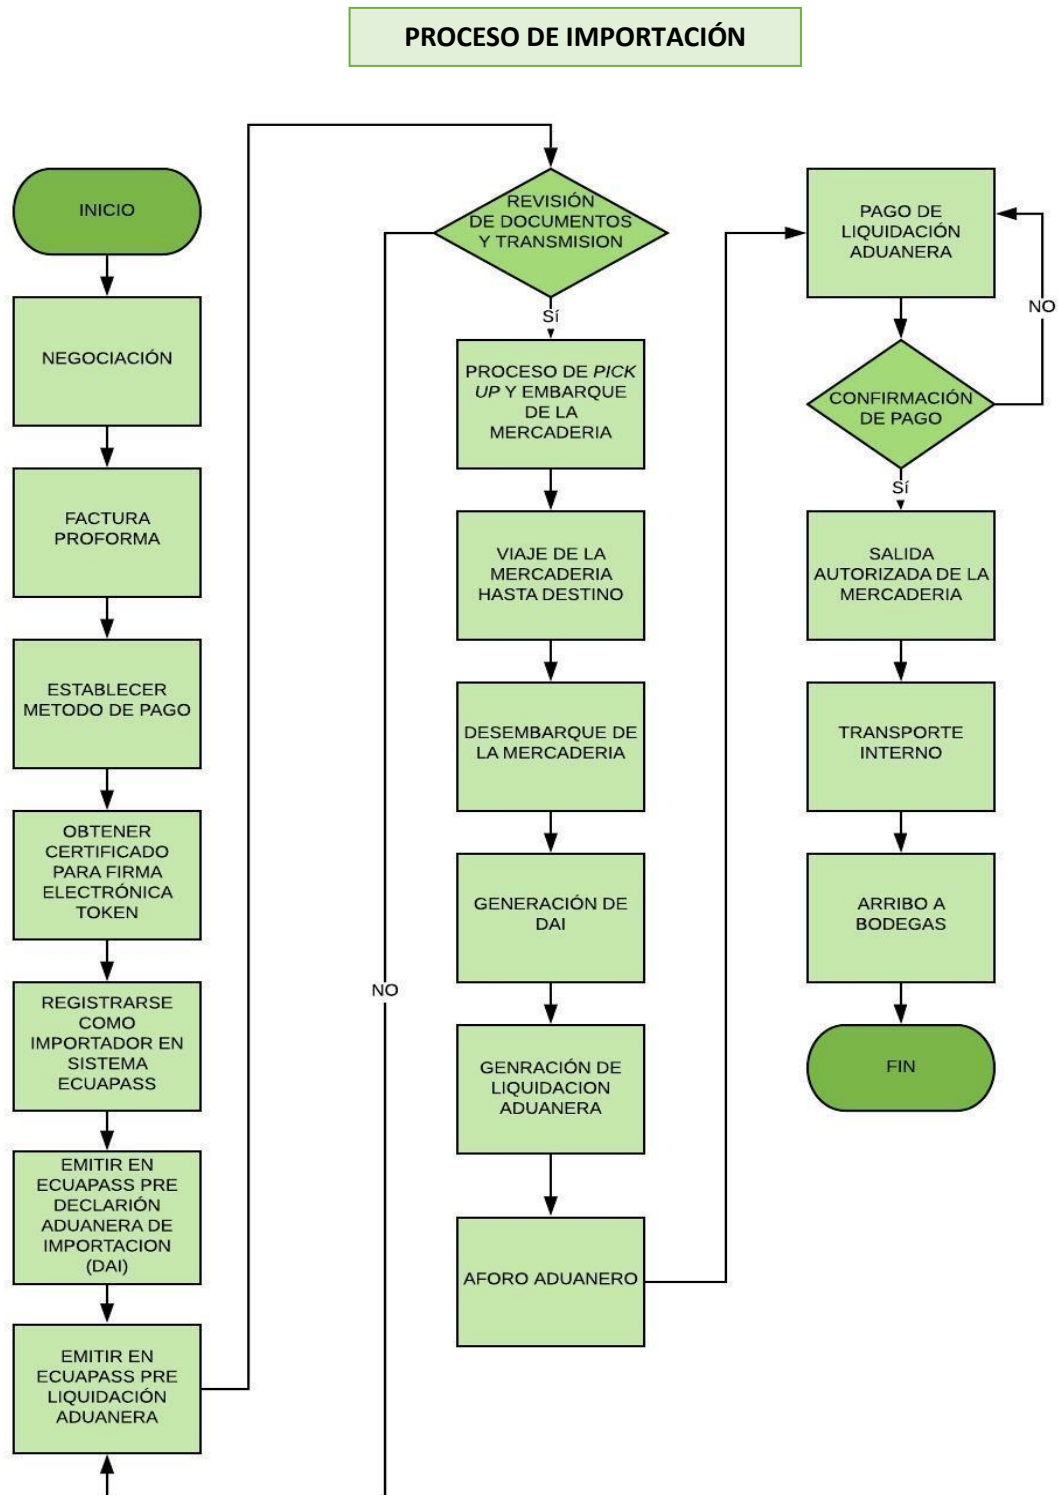 PROCESO DE IMPORTACIÓN
INICIO
NEGOCIACIÓN
FACTURA
PROFORMA
ESTABLECER
METODO DE PAGO
OBTENER
CERTIFICADO
PARA FIRMA
ELECTRÓNICA
TOKEN
REGISTRARSE
COMO
IMPORTADOR EN
SISTEMA
ECUAPASS
EMITIR EN
ECUAPASS PRE
DECLARIÓN
ADUANERA DE
IMPORTACION
(DAI)
EMITIR EN
ECUAPASS PRE
LIQUIDACIÓN
ADUANERA
REVISIÓN
DE DOCUMENTOS
Y TRANSMISION
NO
Sí
PROCESO DE PICK
UP Y EMBARQUE
DE LA
MERCADERIA
VIAJE DE LA
MERCADERIA
HASTA DESTINO
DESEMBARQUE DE
LA MERCADERIA
GENERACIÓN DE
DAI
GENRACIÓN DE
LIQUIDACION
ADUANERA
AFORO ADUANERO
PAGO DE
LIQUIDACIÓN
ADUANERA
NO
CONFIRMACIÓN
DE PAGO
Sí
SALIDA
AUTORIZADA DE LA
MERCADERIA
TRANSPORTE
INTERNO
ARRIBO A
BODEGAS
FIN